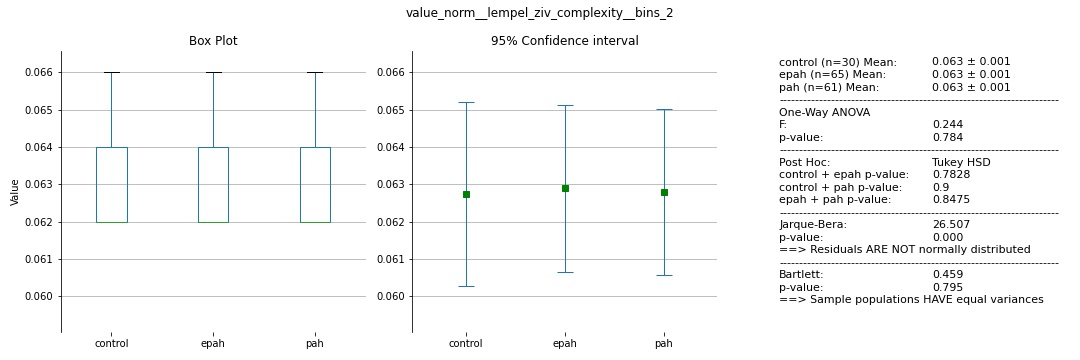 value_norm__lempel_ziv_complexity__bins_2
Box Plot
Value
0.066
0.065
0.064
0.063
0.062
0.061
0.060
control
epah
pah
95% Confidence interval
0.066
0.065
0.064
0.063
0.062
0.061
0.060
control
epah
pah
control (n=30) Mean: 0.063 ± 0.001
epah (n=65) Mean: 0.063 ± 0.001
pah (n=61) Mean: 0.063 ± 0.001
One-Way ANOVA
F: 0.244
p-value: 0.784
Post Hoc: Tukey HSD
control + epah p-value: 0.7828
control + pah p-value: 0.9
epah + pah p-value: 0.8475
Jarque-Bera: 26.507
p-value: 0.000
==> Residuals ARE NOT normally distributed
Bartlett: 0.459
p-value: 0.795
==> Sample populations HAVE equal variances